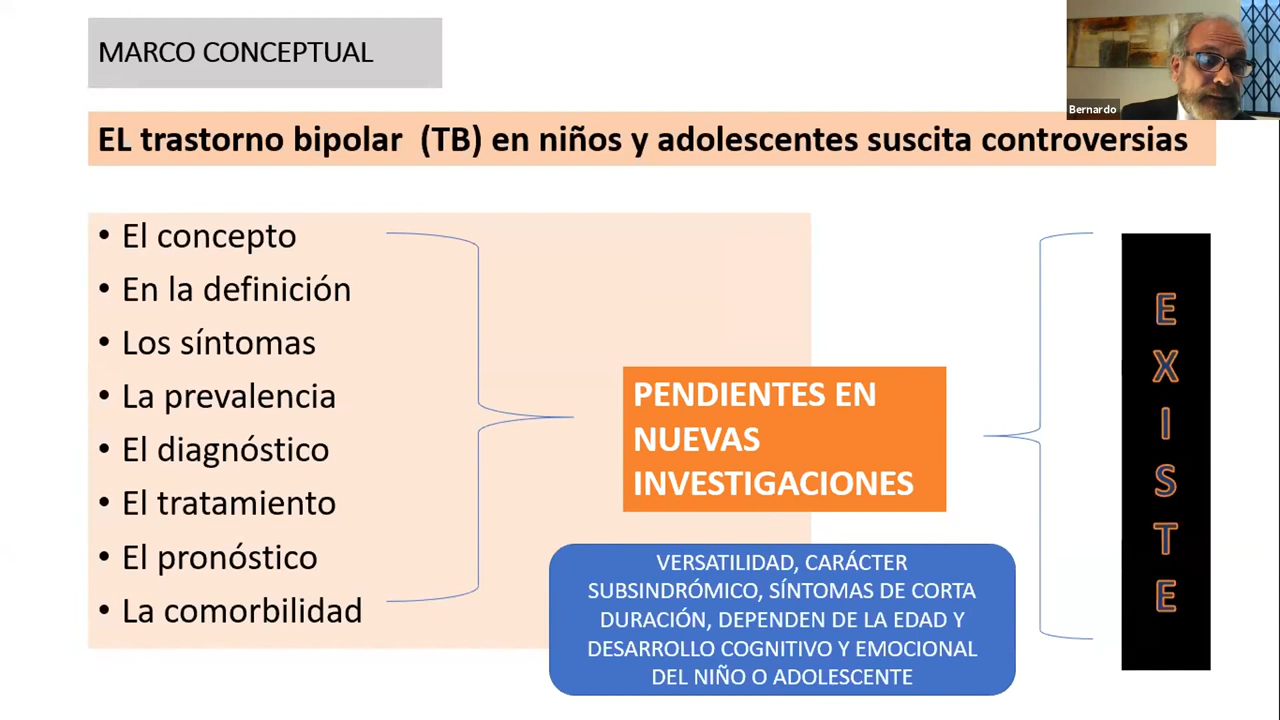 MARCO CONCEPTUAL
Bernardo
EL trastorno bipolar (TB) en niños y adolescentes suscita controversias
• El concepto
• En la definición
• Los síntomas
• La prevalencia
• El diagnóstico
• El tratamiento
• El pronóstico
• La comorbilidad
PENDIENTES EN
NUEVAS
INVESTIGACIONES
VERSATILIDAD, CARÁCTER
SUBSINDRÓMICO, SÍNTOMAS DE CORTA
DURACIÓN, DEPENDEN DE LA EDAD Y
DESARROLLO COGNITIVO Y EMOCIONAL
DEL NIÑO O ADOLESCENTE
E
X
I
S
T
E